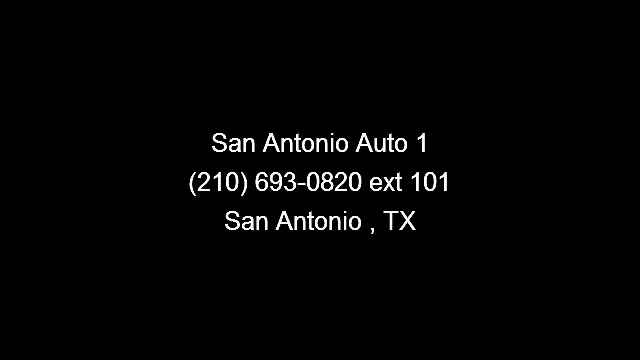 San Antonio Auto 1
(210) 693-0820 ext 101
San Antonio , TX